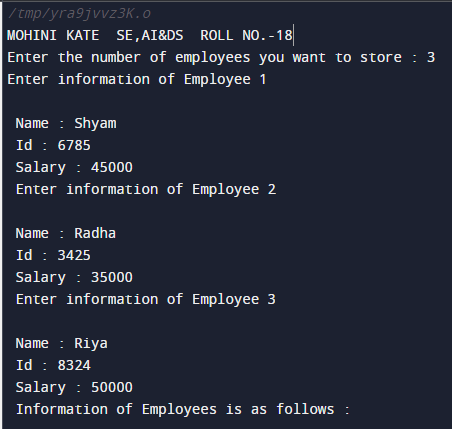 /tmp/yra9jvvz3K.o
MOHINI KATE  SE,AI&DS  ROLL NO.-18
Enter the number of employees you want to store : 3
Enter information of Employee 1
Name : Shyam
Id : 6785
Salary : 45000
Enter information of Employee 2
Name : Radha
Id : 3425
Salary : 35000
Enter information of Employee 3
Name : Riya
Id : 8324
Salary : 50000
Information of Employees is as follows :